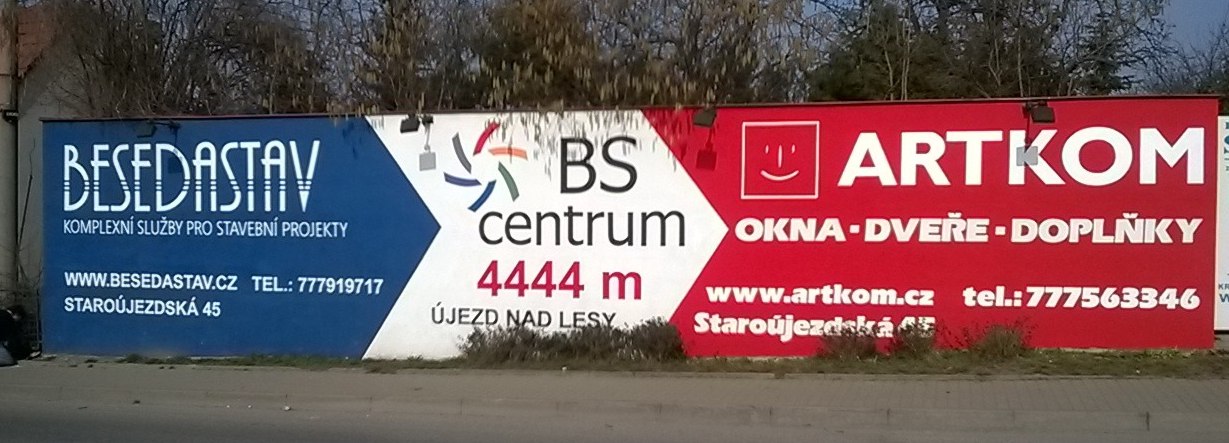 BESEDASTAV
KOMPLEXNÍ SLUŽBY PRO STAVEBNÍ PROJEKTY
WWW.BESEDASTAV.CZ TEL.: 777919717
STAROÚJEZDSKÁ 45
BS
centrum
4444 m
ÚJEZD NAD LESY
ARTKOM
OKNA · DVEŘE · DOPLŇKY
www.artkom.cz tel.: 777563346
Staroújezdská